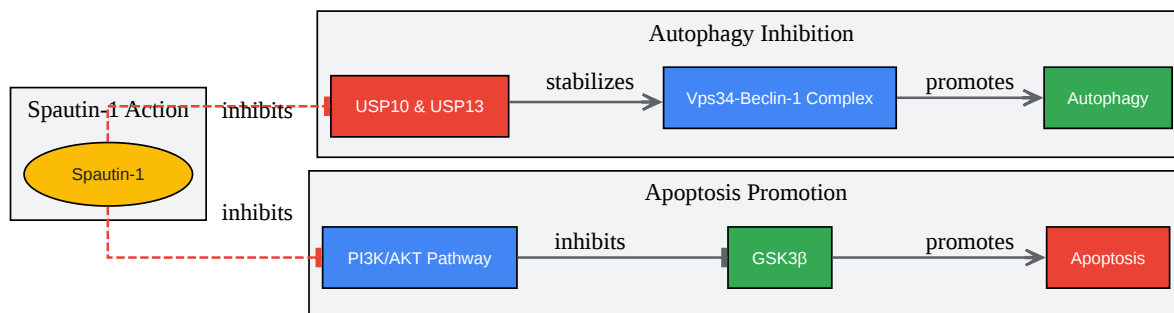 Autophagy Inhibition
stabilizes
promotes
USP10 & USP13
Vps34-Beclin-1 Complex
Autophagy
Spautin-1 Action
inhibits
Spautin-1
Apoptosis Promotion
inhibits
inhibits
promotes
PI3K/AKT Pathway
GSK3β
Apoptosis